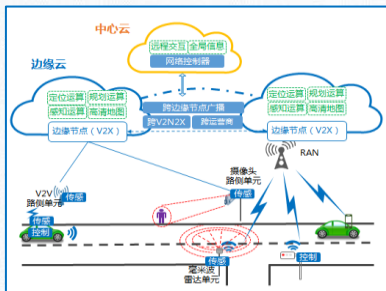 中心云
远程交互 全局信息
网络控制器
边缘云
定位运算 规划运算
感知运算 高清地图
边缘节点（V2X）
跨边缘节点广播
跨V2N2X 跨运营商
定位运算 规划运算
感知运算 高清地图
边缘节点（V2X）
RAN
摄像头
路侧单元
传感
V2V
路侧单元
传感
传感
控制
传感
毫米波
雷达单元
控制